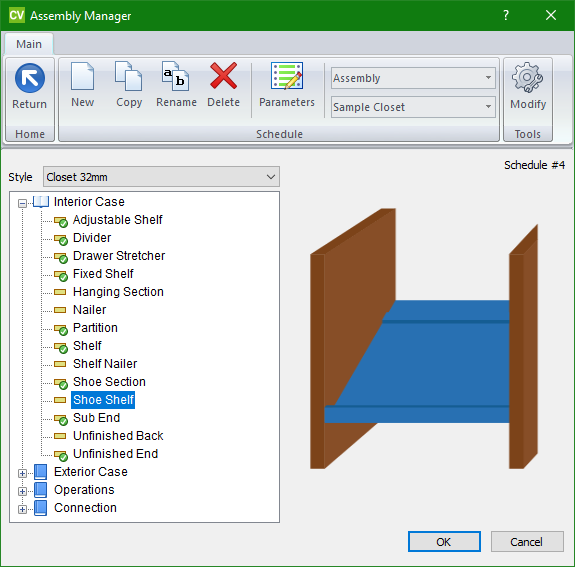 CV Assembly Manager
?
Main
Return
New
Copy
a b
Rename
Delete
Parameters
Assembly
Sample Closet
Modify
Home
Schedule
Tools
Schedule #4
Style
Closet 32mm
Interior Case
Adjustable Shelf
Divider
Drawer Stretcher
Fixed Shelf
Hanging Section
Nailer
Partition
Shelf
Shelf Nailer
Shoe Section
Shoe Shelf
Sub End
Unfinished Back
Unfinished End
Exterior Case
Operations
Connection
OK
Cancel